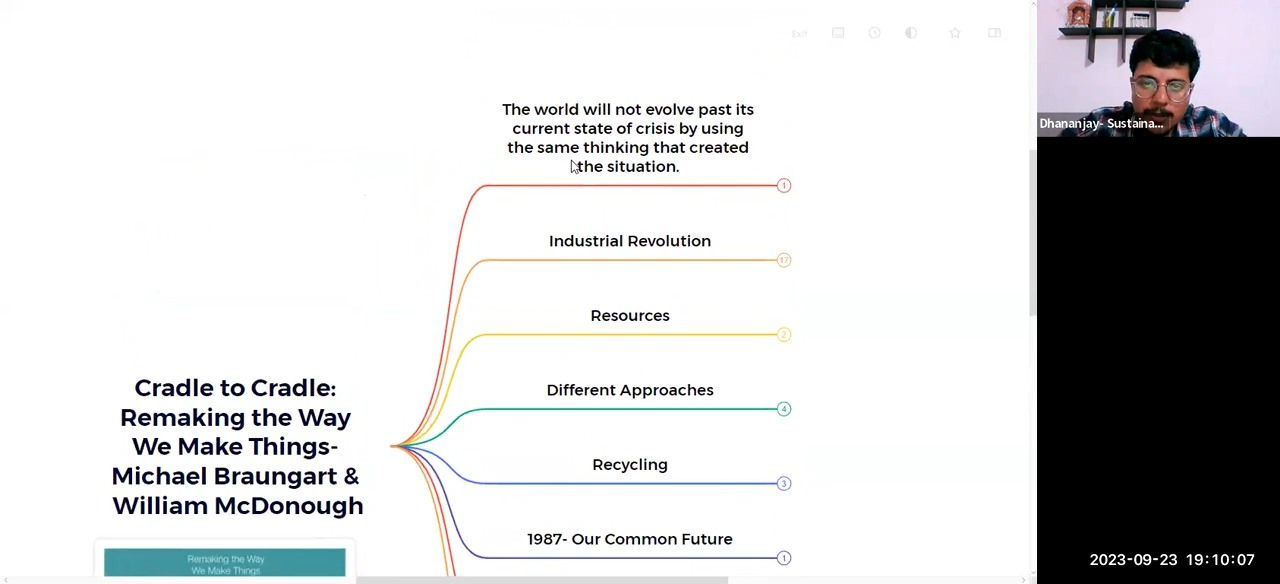 Exit
Dhananjay- Sustaina...
The world will not evolve past its
current state of crisis by using
the same thinking that created
the situation.
1
Industrial Revolution
17
Resources
2
Different Approaches
4
Recycling
3
1987- Our Common Future
1
Cradle to Cradle:
Remaking the Way
We Make Things-
Michael Braungart &
William McDonough
Remaking the Way
We Make Things
2023-09-23 19:10:07